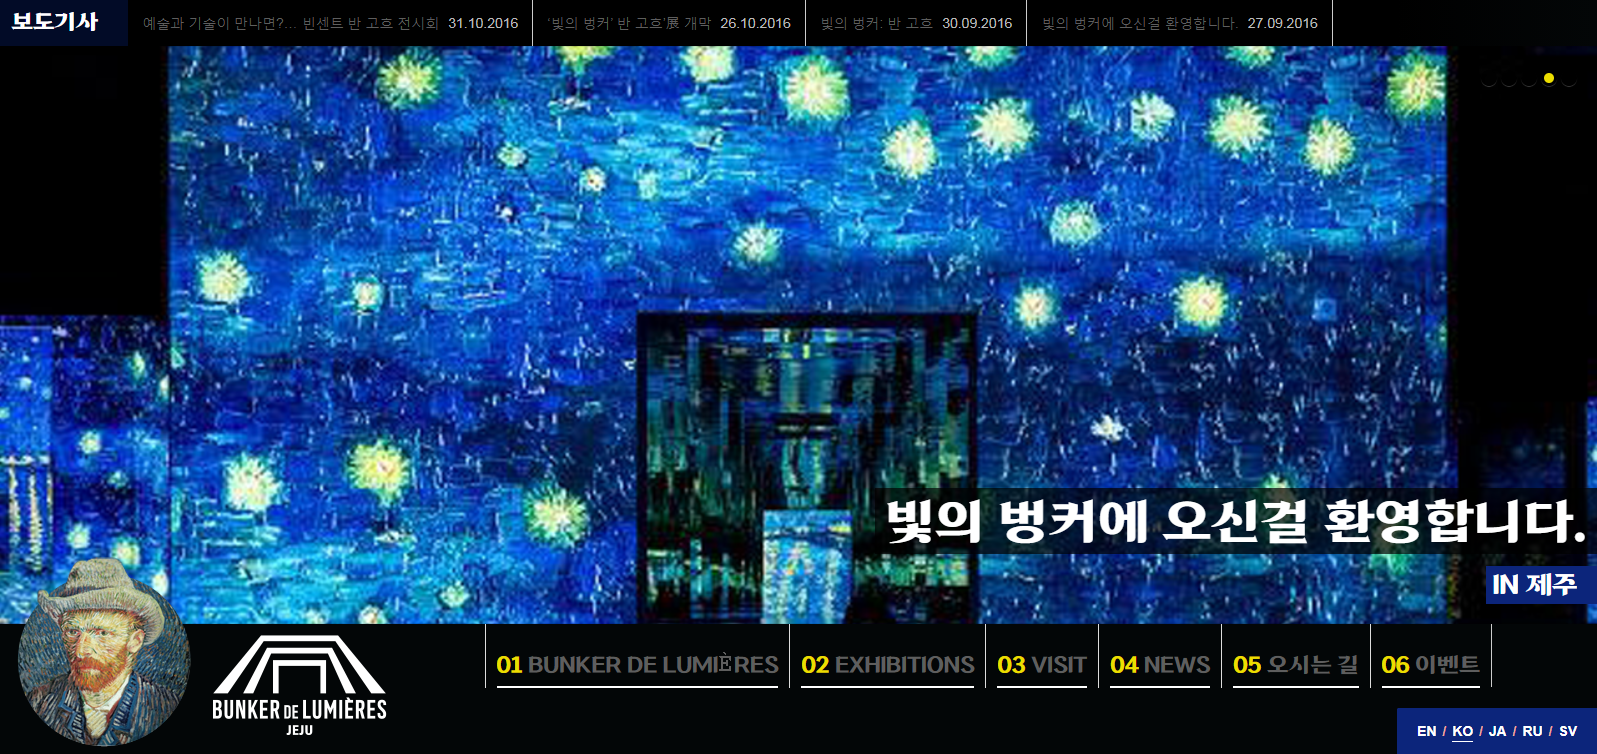 보도기사
예술과 기술이 만나면?... 빈센트 반 고흐 전시회 31.10.2016
'빛의 벙커' 반 고흐'展 개막 26.10.2016
빛의 벙커: 반 고흐 30.09.2016
빛의 벙커에 오신걸 환영합니다. 27.09.2016
빛의 벙커에 오신걸 환영합니다.
IN 제주
BUNKER DE LUMIÈRES
JEJU
01 BUNKER DE LUMIÈRES
02 EXHIBITIONS
03 VISIT
04 NEWS
05 오시는 길
06 이벤트
EN / KO / JA / RU / SV